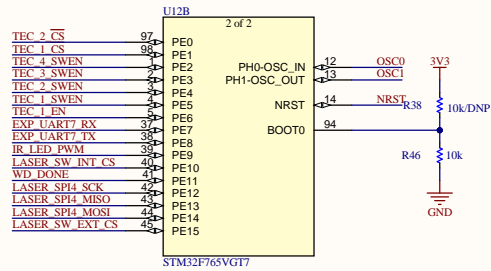 U12B
2 of 2
TEC_2_CS 97 PE0
TEC_1_CS 98 PE1
TEC_4_SWEN 1 PE2
TEC_3_SWEN 2 PE3
TEC_2_SWEN 3 PE4
TEC_1_SWEN 4 PE5
TEC_1_EN 5 PE6
EXP_UART7_RX 37 PE7
EXP_UART7_TX 38 PE8
IR_LED_PWM 39 PE9
LASER_SW_INT_CS 40 PE10
WD_DONE 41 PE11
LASER_SPI4_SCK 42 PE12
LASER_SPI4_MISO 43 PE13
LASER_SPI4_MOSI 44 PE14
LASER_SW_EXT_CS 45 PE15
PH0-OSC_IN 12 OSC0
PH1-OSC_OUT 13 OSC1
NRST 14 NRST
BOOT0 94
3V3
R38 10k/DNP
R46 10k
GND
STM32F765VGT7